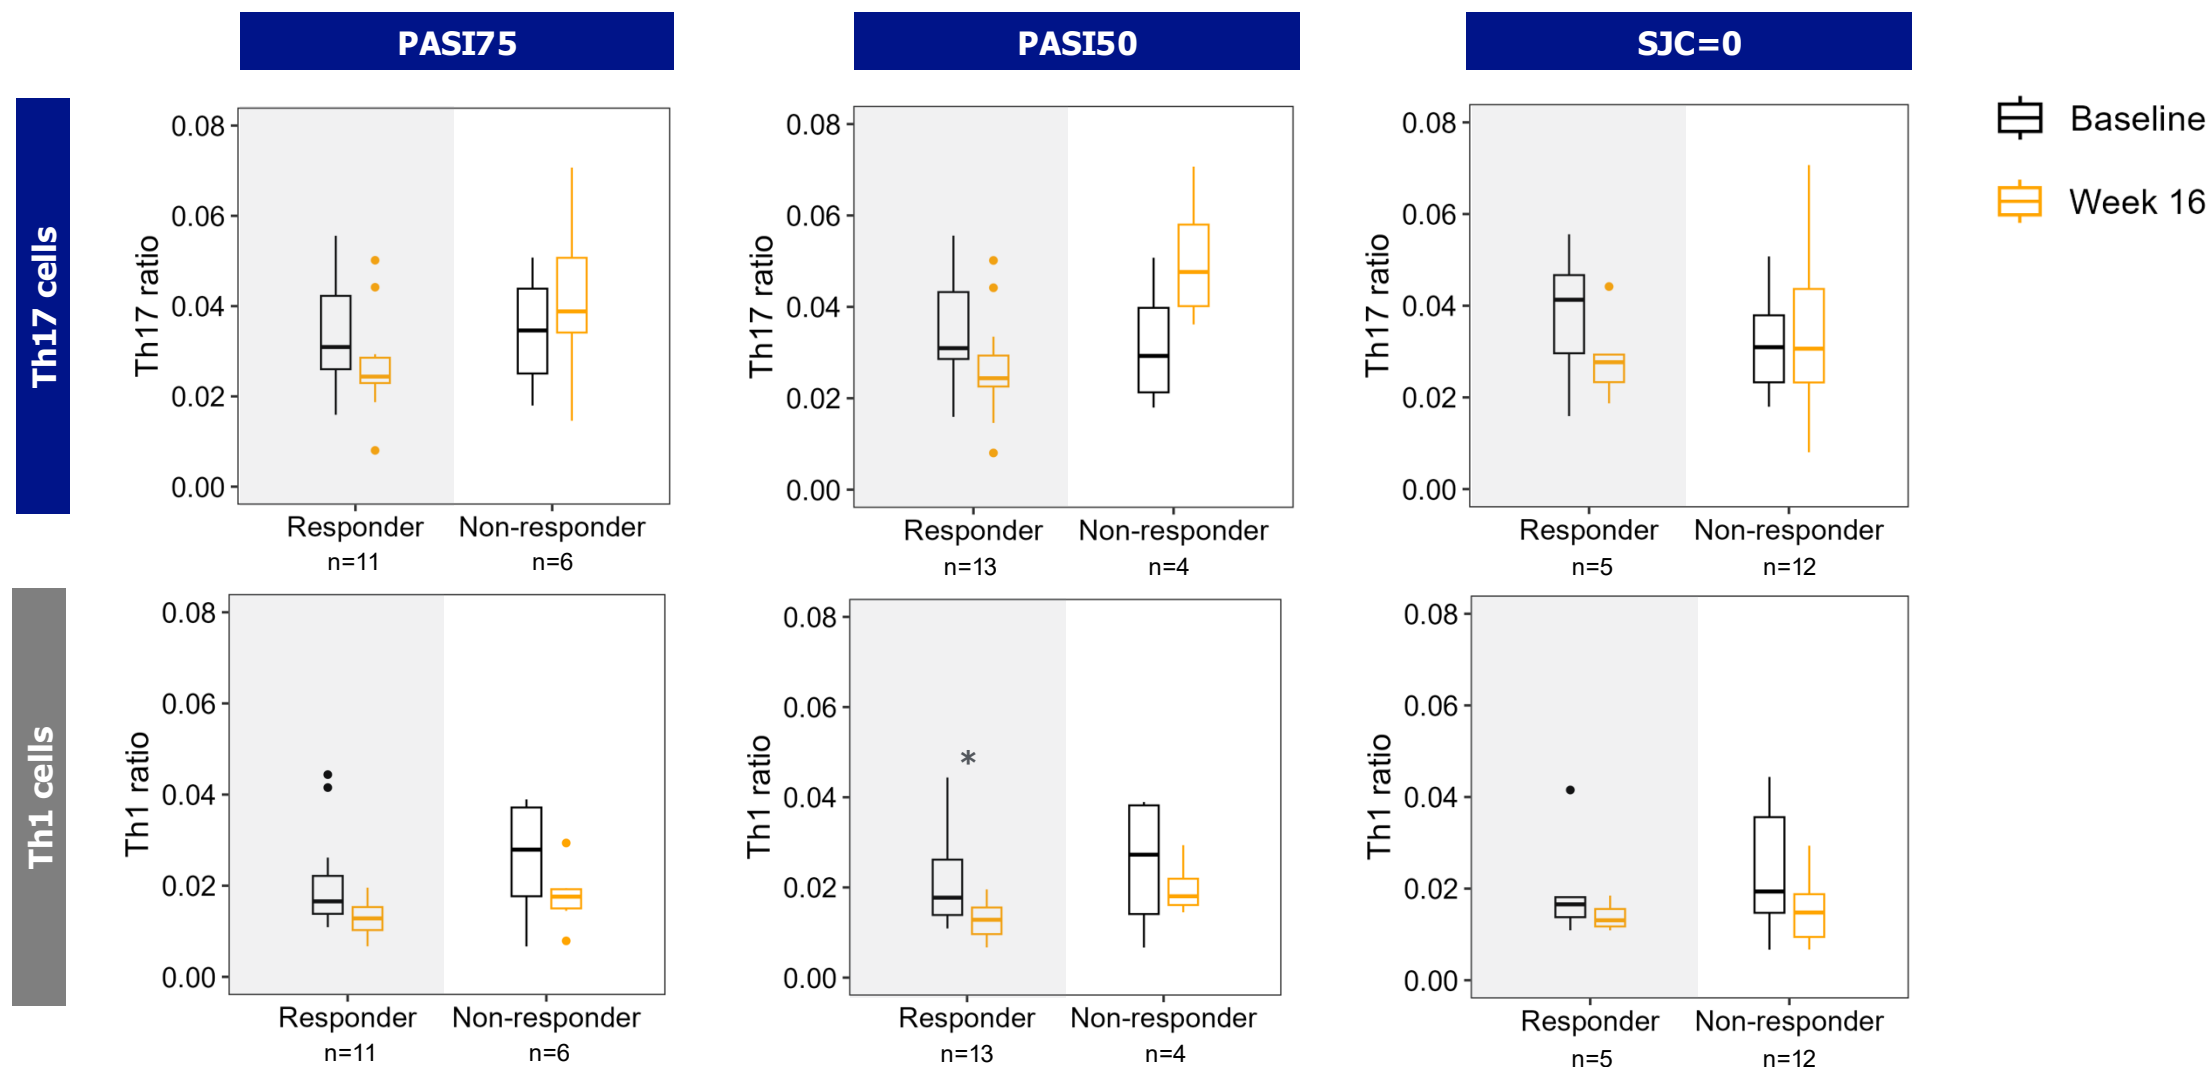 PASI75
PASI50
SJC=0
Baseline
Week 16
Th17 cells
Th17 ratio
0.08
0.06
0.04
0.02
0.00
Responder
Non-responder
n=11
n=6
Th17 ratio
0.08
0.06
0.04
0.02
0.00
Responder
Non-responder
n=13
n=4
Th17 ratio
0.08
0.06
0.04
0.02
0.00
Responder
Non-responder
n=5
n=12
Th1 cells
Th1 ratio
0.08
0.06
0.04
0.02
0.00
Responder
Non-responder
n=11
n=6
Th1 ratio
0.08
0.06
0.04
0.02
0.00
*
Responder
Non-responder
n=13
n=4
Th1 ratio
0.08
0.06
0.04
0.02
0.00
Responder
Non-responder
n=5
n=12